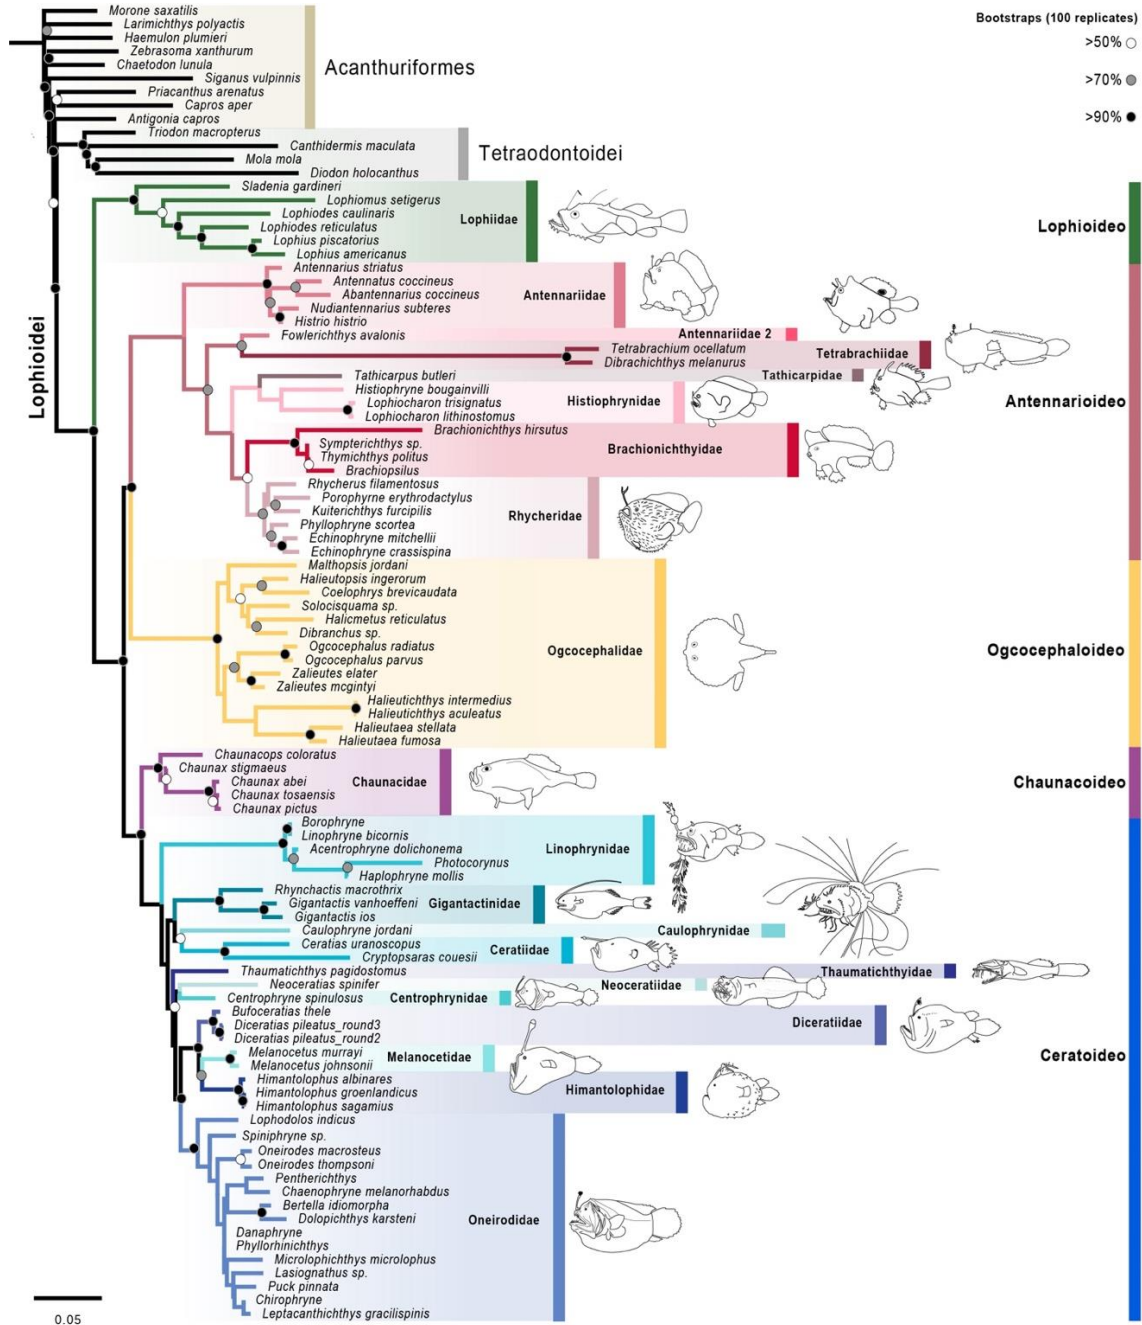 Morone saxatilis
Larimichthys polyactis
Haemulon plumieri
Zebrasoma xanthurum
Chaetodon lunula
Siganus vulpinnis
Priacanthus arenatus
Capros aper
Antigonia capros
Acanthuriformes
Bootstraps (100 replicates)
>50%
>70%
>90%
Triodon macropterus
Canthidermis maculata
Mola mola
Diodon holocanthus
Tetraodontoidei
Lophioidei
Sladenia gardineri
Lophiomus setigerus
Lophiodes caulinaris
Lophiodes reticulatus
Lophius piscatorius
Lophius americanus
Lophiidae
Lophioideo
Antennarius striatus
Antennatus coccineus
Abantennarius coccineus
Nudiantennarius subteres
Histrio histrio
Antennariidae
Fowlerichthys avalonis
Antennariidae 2
Tetrabrachium ocellatum
Dibrachichthys melanurus
Tetrabrachiidae
Tathicarpus butleri
Tathicarpidae
Histiophryne bougainvilli
Lophiocharon trisignatus
Lophiocharon lithinostomus
Histiophrynidae
Antennarioideo
Brachionichthys hirsutus
Sympterichthys sp.
Thymichthys politus
Brachiopsilus
Brachionichthyidae
Rhycherus filamentosus
Porophyrne erythrodactylus
Kuiterichthys furcipilis
Phyllophryne scortea
Echinophryne mitchellii
Echinophryne crassispina
Rhycheridae
Malthopsis jordani
Halieutopsis ingerorum
Coelophrys brevicaudata
Solocisquama sp.
Halicmetus reticulatus
Dibranchus sp.
Ogcocephalus radiatus
Ogcocephalus parvus
Zalieutes elater
Zalieutes mcgintyi
Halieutichthys intermedius
Halieutichthys aculeatus
Halieutaea stellata
Halieutaea fumosa
Ogcocephalidae
Ogcocephaloideo
Chaunacops coloratus
Chaunax stigmaeus
Chaunax abei
Chaunax tosaensis
Chaunax pictus
Chaunacidae
Chaunacoideo
Borophryne
Linophryne bicornis
Acentrophryne dolichonema
Photocorynus
Haplophryne mollis
Linophrynidae
Rhynchactis macrothrix
Gigantactis vanhoeffeni
Gigantactis ios
Gigantactinidae
Caulophryne jordani
Caulophrynidae
Ceratias uranoscopus
Cryptopsaras couesii
Ceratiidae
Thaumatichthys pagidostomus
Thaumatichthyidae
Neoceratias spinifer
Neoceratiidae
Centrophryne spinulosus
Centrophrynidae
Bufoceratias thele
Diceratias pileatus_round3
Diceratias pileatus_round2
Diceratiidae
Melanocetus murrayi
Melanocetus johnsonii
Melanocetidae
Himantolophus albinares
Himantolophus groenlandicus
Himantolophus sagamius
Himantolophidae
Ceratoideo
Lophodolos indicus
Spiniphryne sp.
Oneirodes macrosteus
Oneirodes thompsoni
Pentherichthys
Chaenophryne melanorhabdus
Bertella idiomorpha
Dolopichthys karsteni
Danaphryne
Phyllorhinichthys
Microlophichthys microlophus
Lasiognathus sp.
Puck pinnata
Chirophryne
Leptacanthichthys gracilispinis
Oneirodidae
0.05